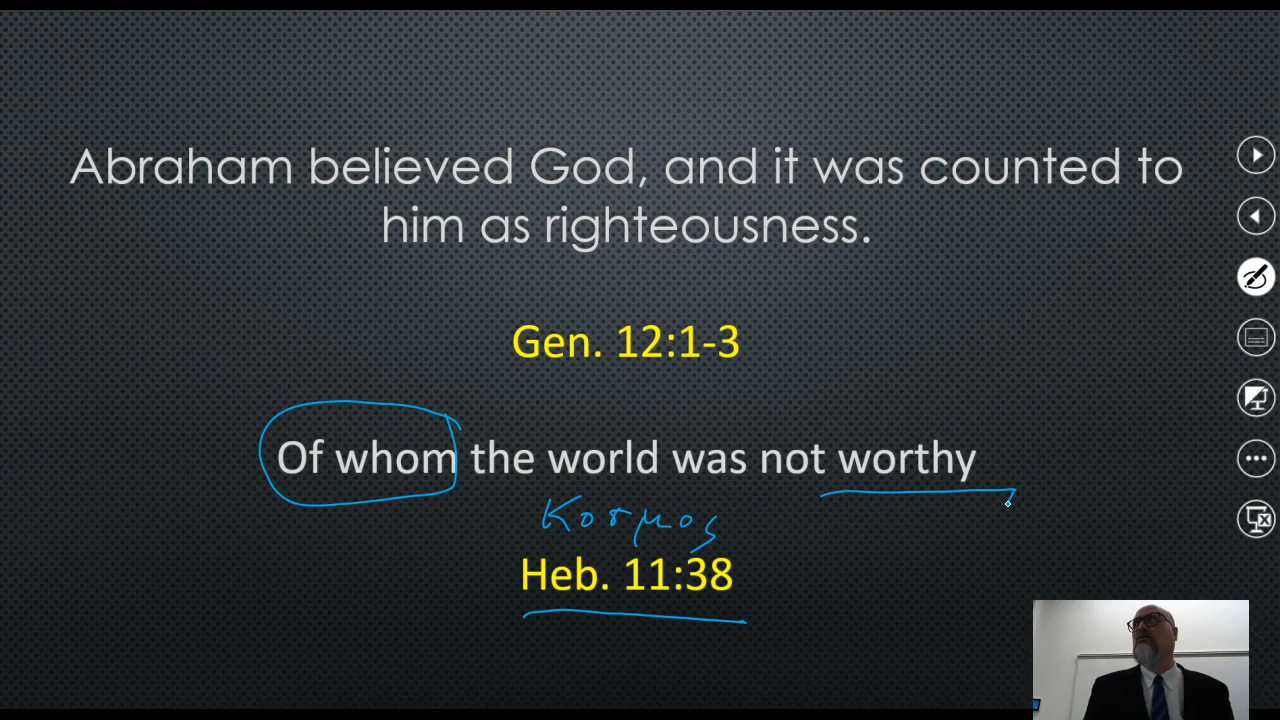 Abraham believed God, and it was counted to
him as righteousness.
Gen. 12:1-3
Of whom the world was not worthy
Κοσμος
Heb. 11:38